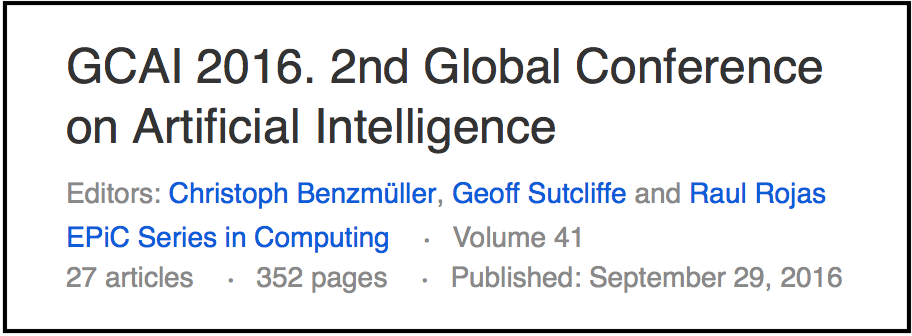 GCAI 2016. 2nd Global Conference
on Artificial Intelligence
Editors: Christoph Benzmüller, Geoff Sutcliffe and Raul Rojas
EPiC Series in Computing · Volume 41
27 articles · 352 pages · Published: September 29, 2016